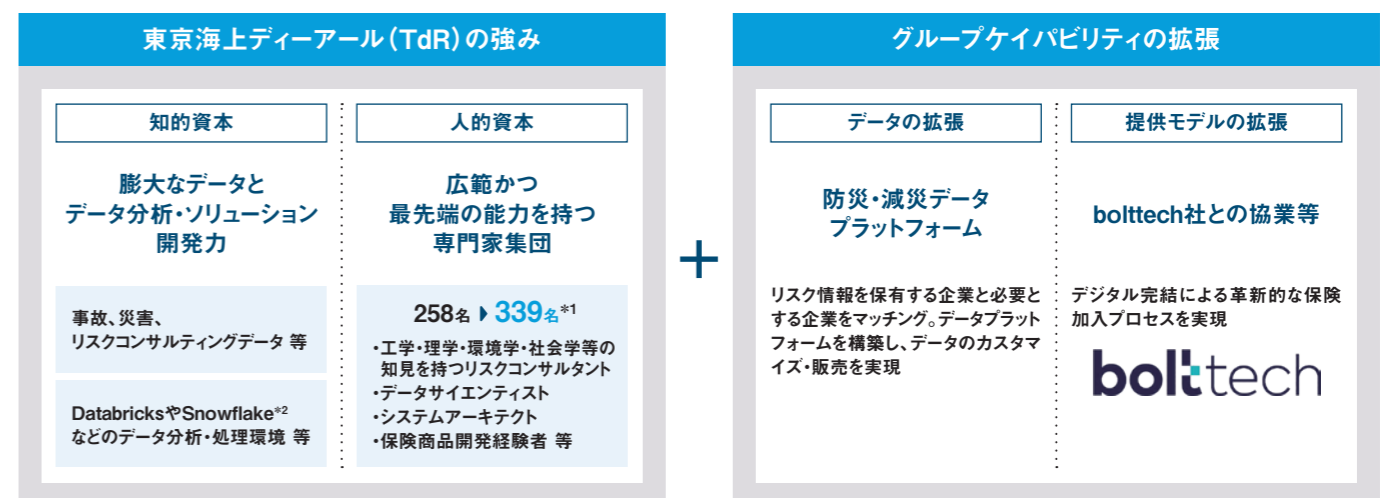 東京海上ディーアール(TdR)の強み
知的資本
膨大なデータと
データ分析・ソリューション
開発力
事故、災害、
リスクコンサルティングデータ 等
DatabricksやSnowflake*2
などのデータ分析・処理環境 等
人的資本
広範かつ
最先端の能力を持つ
専門家集団
258名▶339名*1
・工学・理学・環境学・社会学等の
知見を持つリスクコンサルタント
・データサイエンティスト
・システムアーキテクト
・保険商品開発経験者 等
+
グループケイパビリティの拡張
データの拡張
防災・減災データ
プラットフォーム
リスク情報を保有する企業と必要と
する企業をマッチング。データプラット
フォームを構築し、データのカスタマ
イズ・販売を実現
提供モデルの拡張
bolttech社との協業等
デジタル完結による革新的な保険
加入プロセスを実現
bolttech